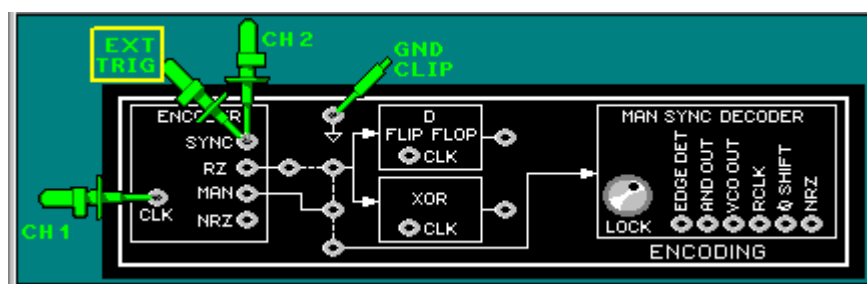 EXT
TRIG
CH 2
GND
CLIP
CH 1
ENCODER
SYNC
RZ
MAN
NRZ
CLK
D
FLIP FLOP
CLK
XOR
CLK
MAN SYNC DECODER
LOCK
EDGE DET
AND OUT
VCO OUT
RCLK
Φ SHIFT
NRZ
ENCODING